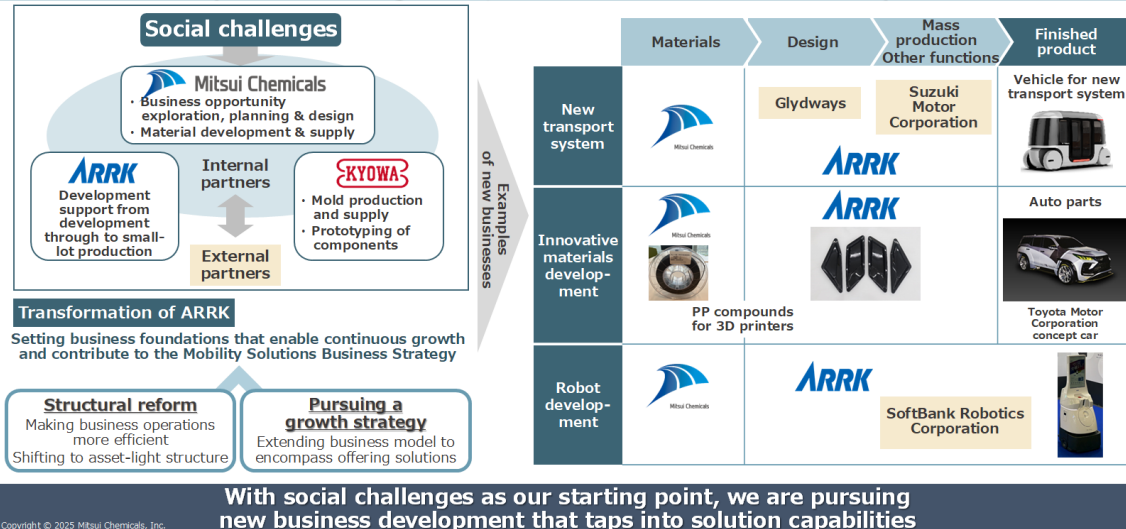 Social challenges
Mitsui Chemicals
・Business opportunity
exploration, planning & design
・Material development & supply
ARRK
Development
support from
development
through to small-
lot production
Internal
partners
External
partners
KYOWA
・Mold production
and supply
・Prototyping of
components
Transformation of ARRK
Setting business foundations that enable continuous growth
and contribute to the Mobility Solutions Business Strategy
Structural reform
Making business operations
more efficient
Shifting to asset-light structure
Pursuing a
growth strategy
Extending business model to
encompass offering solutions
Examples
of new businesses
Materials
Design
Mass
production
Other functions
Finished
product
New
transport
system
Mitsui Chemicals
Glydways
Suzuki
Motor
Corporation
ARRK
Vehicle for new
transport system
Innovative
materials
develop-
ment
Mitsui Chemicals
PP compounds
for 3D printers
ARRK
Auto parts
Toyota Motor
Corporation
concept car
Robot
develop-
ment
Mitsui Chemicals
ARRK
SoftBank Robotics
Corporation
With social challenges as our starting point, we are pursuing
new business development that taps into solution capabilities
Copyright © 2025 Mitsui Chemicals, Inc.